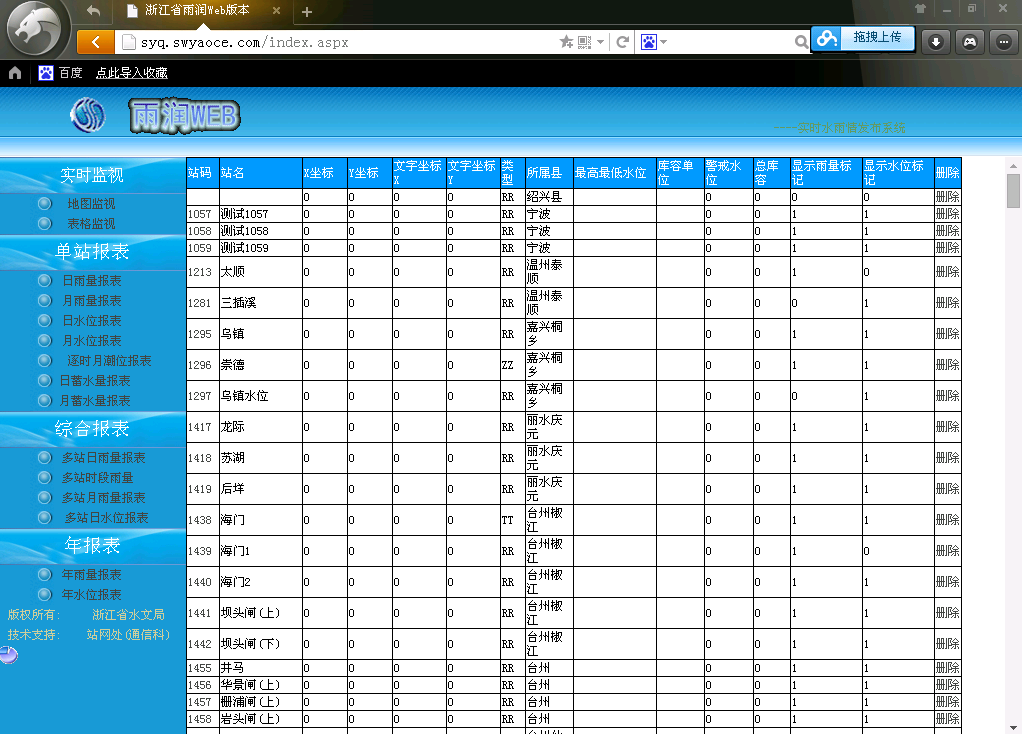 浙江省雨润Web版本
syq.swyaoce.com/index.aspx
拖拽上传
百度 点此导入收藏
雨润WEB
----实时水雨情发布系统
实时监视
地图监视
表格监视
单站报表
日雨量报表
月雨量报表
日水位报表
月水位报表
逐时月潮位报表
日蓄水量报表
月蓄水量报表
综合报表
多站日雨量报表
多站时段雨量
多站月雨量报表
多站日水位报表
年报表
年雨量报表
年水位报表
版权所有: 浙江省水文局
技术支持: 站网处(通信科)
站码 站名 X坐标 Y坐标 文字坐标X 文字坐标Y 类型 所属县 最高最低水位 库容单位 警戒水位 总库容 显示雨量标记 显示水位标记 删除
0 0 0 0 RR 绍兴县 0 0 0 0 删除
1057 测试1057 0 0 0 0 RR 宁波 0 0 1 1 删除
1058 测试1058 0 0 0 0 RR 宁波 0 0 1 1 删除
1059 测试1059 0 0 0 0 RR 宁波 0 0 1 1 删除
1213 太顺 0 0 0 0 RR 温州泰顺 0 0 1 0 删除
1281 三插溪 0 0 0 0 RR 温州泰顺 0 0 0 1 删除
1295 乌镇 0 0 0 0 RR 嘉兴桐乡 0 0 1 1 删除
1296 崇德 0 0 0 0 ZZ 嘉兴桐乡 0 0 1 1 删除
1297 乌镇水位 0 0 0 0 RR 嘉兴桐乡 0 0 0 1 删除
1417 龙际 0 0 0 0 RR 丽水庆元 0 0 1 1 删除
1418 苏湖 0 0 0 0 RR 丽水庆元 0 0 1 1 删除
1419 后垟 0 0 0 0 RR 丽水庆元 0 0 1 1 删除
1438 海门 0 0 0 0 TT 台州椒江 0 0 1 1 删除
1439 海门1 0 0 0 0 RR 台州椒江 0 0 1 0 删除
1440 海门2 0 0 0 0 RR 台州椒江 0 0 1 1 删除
1441 坝头闸(上) 0 0 0 0 RR 台州椒江 0 0 1 1 删除
1442 坝头闸(下) 0 0 0 0 RR 台州椒江 0 0 1 1 删除
1455 井马 0 0 0 0 RR 台州 0 0 1 1 删除
1456 华景闸(上) 0 0 0 0 RR 台州 0 0 1 1 删除
1457 栅浦闸(上) 0 0 0 0 RR 台州 0 0 1 1 删除
1458 岩头闸(上) 0 0 0 0 RR 台州 0 0 1 1 删除